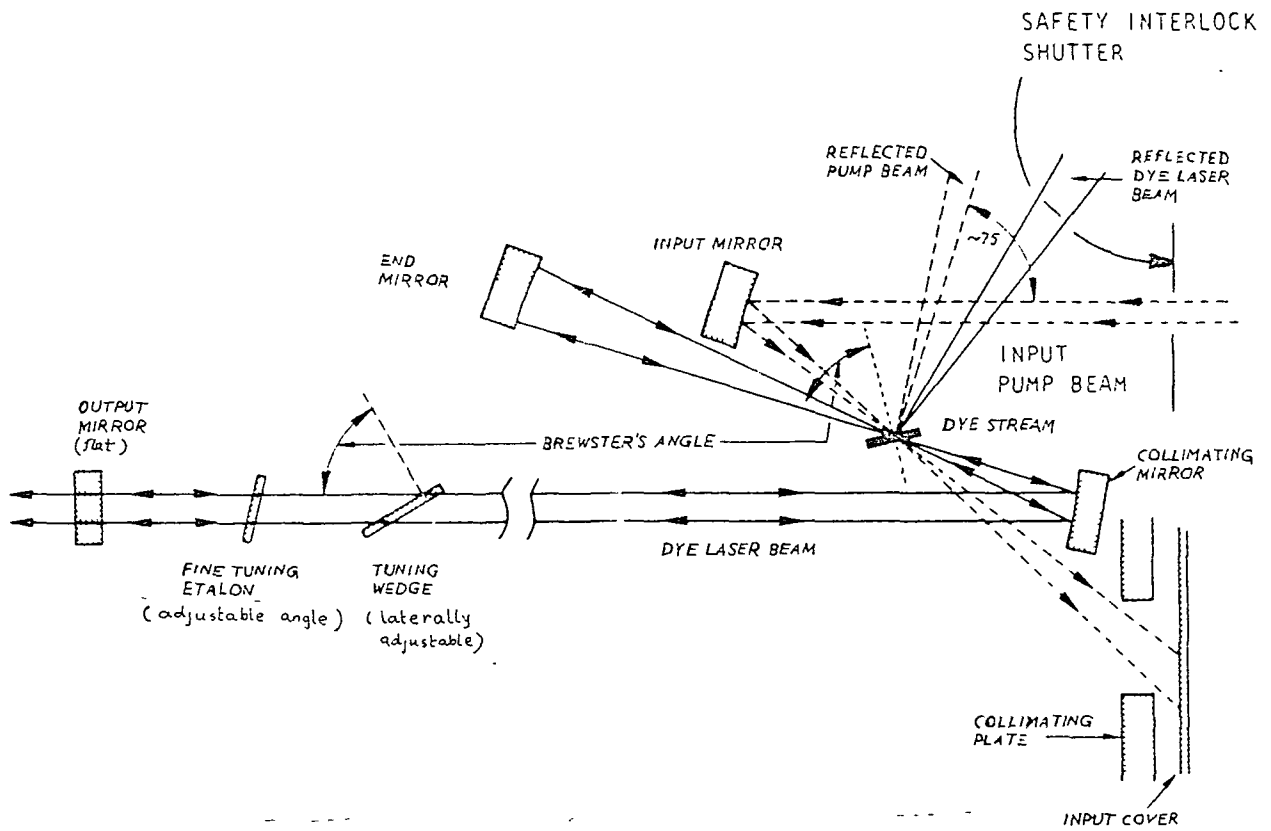 SAFETY INTERLOCK
SHUTTER
REFLECTED
PUMP BEAM
REFLECTED
DYE LASER
BEAM
~75
INPUT MIRROR
END
MIRROR
INPUT
PUMP BEAM
OUTPUT
MIRROR
(flat)
BREWSTER'S ANGLE
DYE STREAM
COLLIMATING
MIRROR
DYE LASER BEAM
FINE TUNING
ETALON
(adjustable angle)
TUNING
WEDGE
(laterally
adjustable)
COLLIMATING
PLATE
INPUT COVER